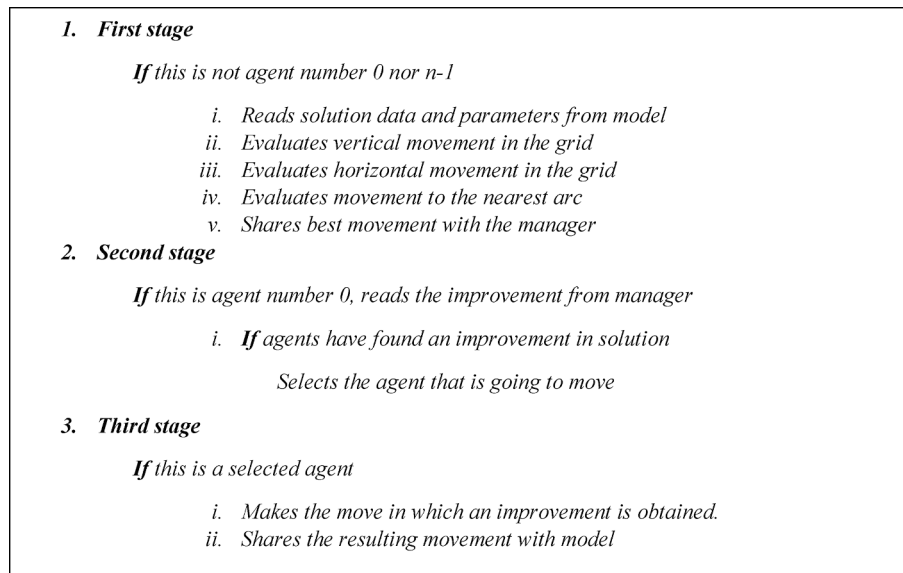 1. First stage
If this is not agent number 0 nor n-1
i. Reads solution data and parameters from model
ii. Evaluates vertical movement in the grid
iii. Evaluates horizontal movement in the grid
iv. Evaluates movement to the nearest arc
v. Shares best movement with the manager
2. Second stage
If this is agent number 0, reads the improvement from manager
i. If agents have found an improvement in solution
Selects the agent that is going to move
3. Third stage
If this is a selected agent
i. Makes the move in which an improvement is obtained.
ii. Shares the resulting movement with model